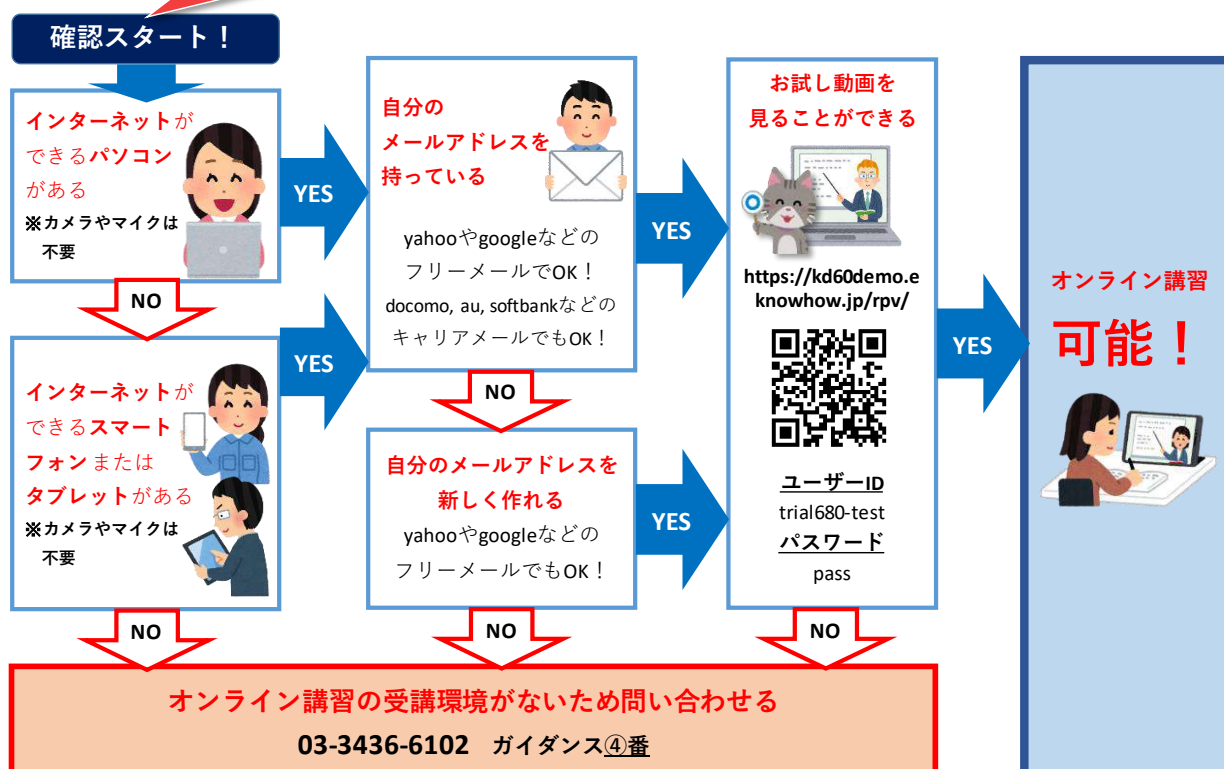 確認スタート！
インターネットが
できるパソコン
がある
※カメラやマイクは
不要
YES
NO
インターネットが
できるスマート
フォンまたは
タブレットがある
※カメラやマイクは
不要
YES
NO
自分の
メールアドレスを
持っている
yahooやgoogleなどの
フリーメールでOK！
docomo, au, softbankなどの
キャリアメールでもOK！
YES
NO
自分のメールアドレスを
新しく作れる
yahooやgoogleなどの
フリーメールでもOK！
YES
NO
お試し動画を
見ることができる
https://kd60demo.e
knowhow.jp/rpv/
ユーザーID
trial680-test
パスワード
pass
YES
NO
オンライン講習
可能！
オンライン講習の受講環境がないため問い合わせる
03-3436-6102 ガイダンス④番